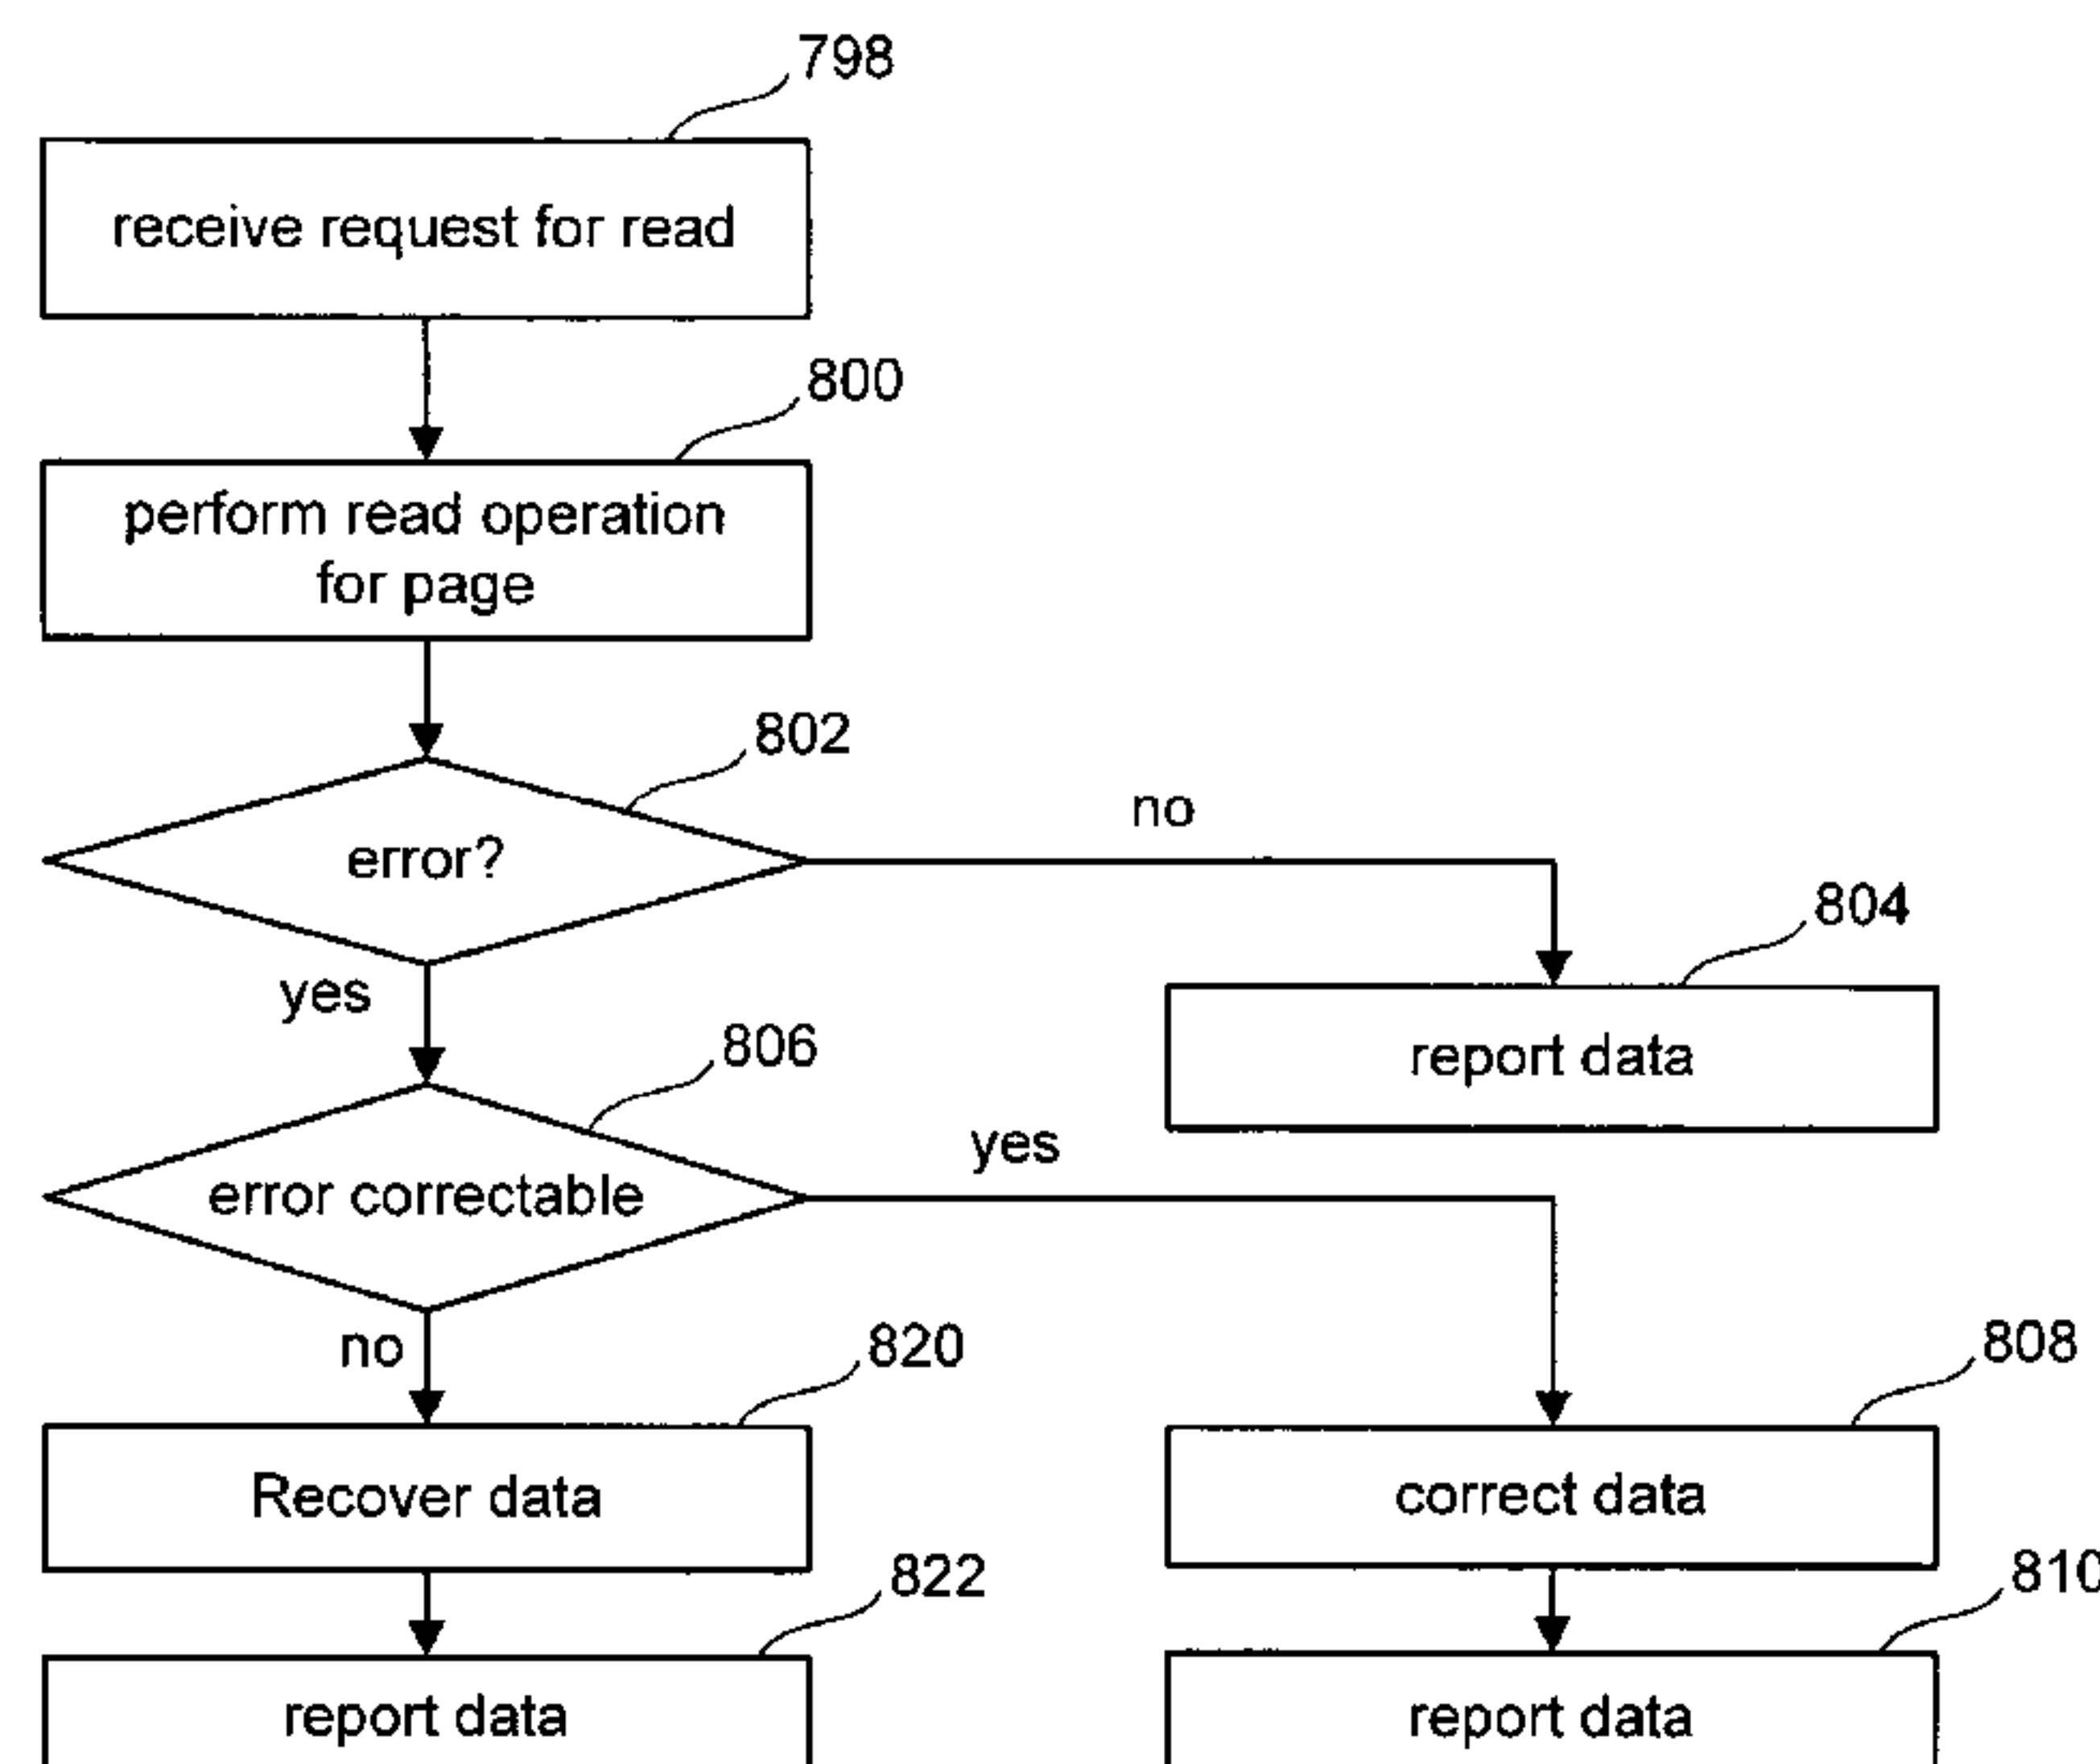 798
receive request for read
800
perform read operation
for page
802
error?
no
804
report data
yes
806
error correctable
yes
no
820
Recover data
808
correct data
822
report data
810
report data